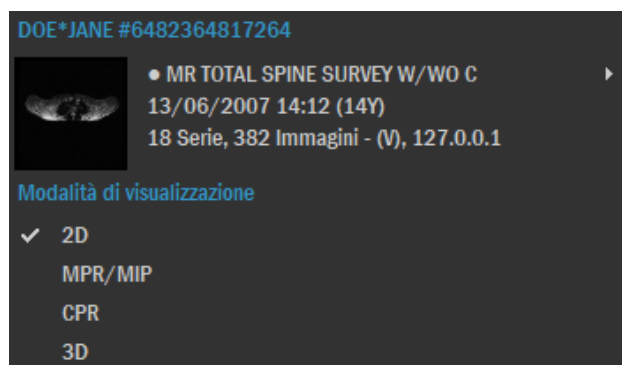 DOE*JANE #6482364817264
● MR TOTAL SPINE SURVEY W/WO C
13/06/2007 14:12 (14Y)
18 Serie, 382 Immagini - (V), 127.0.0.1
Modalità di visualizzazione
2D
MPR/MIP
CPR
3D